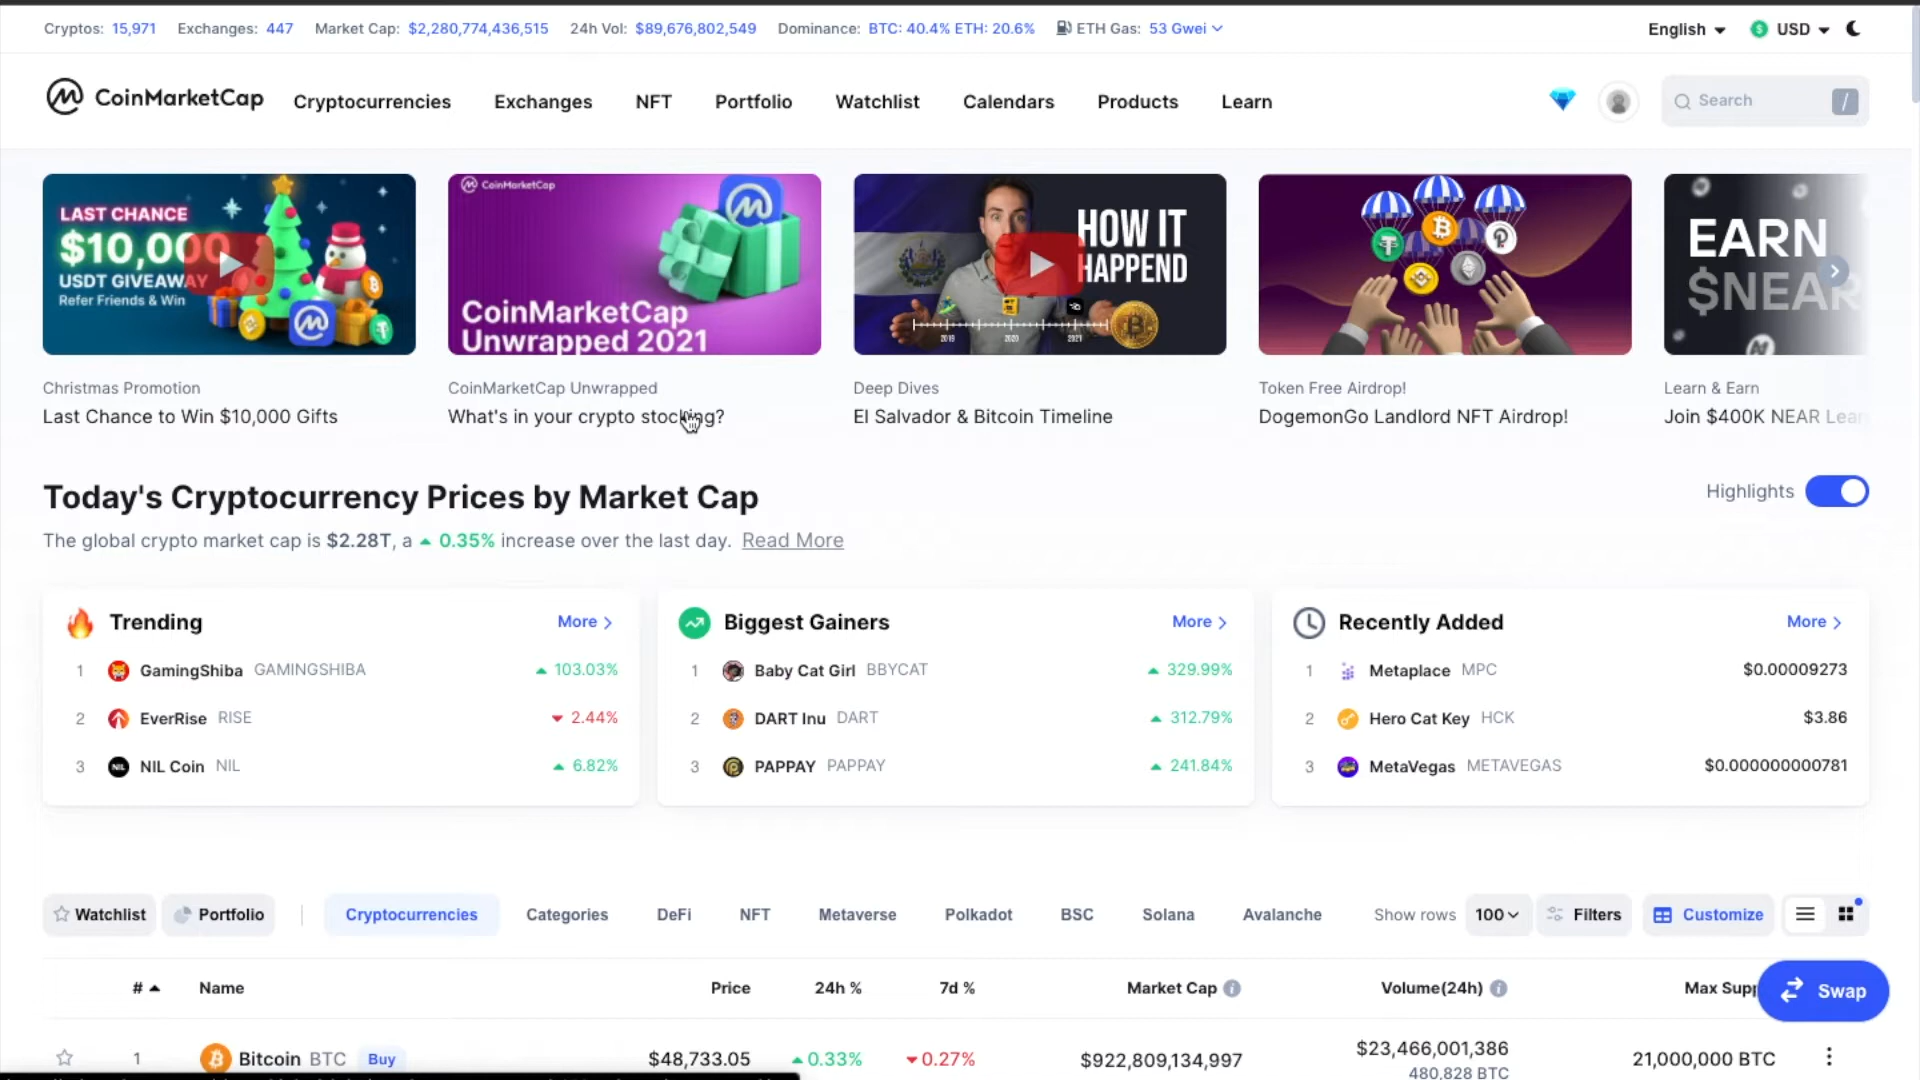 Cryptos: 15,971 Exchanges: 447 Market Cap: $2,280,774,436,515 24h Vol: $89,676,802,549 Dominance: BTC: 40.4% ETH: 20.6% ETH Gas: 53 Gwei English USD
CoinMarketCap Cryptocurrencies Exchanges NFT Portfolio Watchlist Calendars Products Learn Search /
LAST CHANCE
$10,000
USDT GIVEAWAY
Refer Friends & Win
CoinMarketCap
CoinMarketCap
Unwrapped 2021
HOW IT
HAPPEND
2019 2020 2021
EARN
$NEAR
Christmas Promotion
Last Chance to Win $10,000 Gifts
CoinMarketCap Unwrapped
What's in your crypto stocking?
Deep Dives
El Salvador & Bitcoin Timeline
Token Free Airdrop!
DogemonGo Landlord NFT Airdrop!
Learn & Earn
Join $400K NEAR Lear
Today's Cryptocurrency Prices by Market Cap
Highlights
The global crypto market cap is $2.28T, a 0.35% increase over the last day. Read More
Trending More
1 GamingShiba GAMINGSHIBA 103.03%
2 EverRise RISE 2.44%
3 NIL Coin NIL 6.82%
Biggest Gainers More
1 Baby Cat Girl BBYCAT 329.99%
2 DART Inu DART 312.79%
3 PAPPAY PAPPAY 241.84%
Recently Added More
1 Metaplace MPC $0.00009273
2 Hero Cat Key HCK $3.86
3 MetaVegas METAVEGAS $0.000000000781
Watchlist Portfolio Cryptocurrencies Categories DeFi NFT Metaverse Polkadot BSC Solana Avalanche Show rows 100 Filters Customize
# Name Price 24h % 7d % Market Cap Volume(24h) Max Supp
Swap
1 Bitcoin BTC Buy $48,733.05 0.33% 0.27% $922,809,134,997 $23,466,001,386 21,000,000 BTC
480,828 BTC